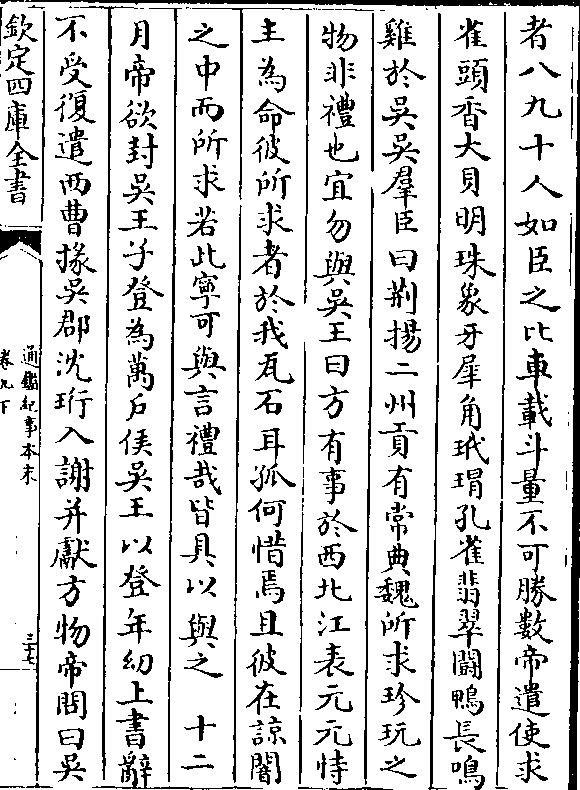 者八九十人如臣之比車載斗量不可勝數帝遣使求
雀頭香大貝明珠象牙犀角玳瑁孔雀翡翠鬬鴨長鳴
雞於吳吳羣臣曰荆揚二州貢有常典魏所求珍玩之
物非禮也宜勿與吳王曰方有事於西北江表元元恃
主為命彼所求者於我瓦石耳孤何惜焉且彼在諒闇
之中而所求若此寧可與言禮哉皆具以與之 十二
月帝欲封吳王子登為萬戶侯吳王以登年幼上書辭
不受復遣西曹掾吳郡沈珩入謝并獻方物帝問曰吳
欽定四庫全書
通鑑紀事本末
卷九下
三十七